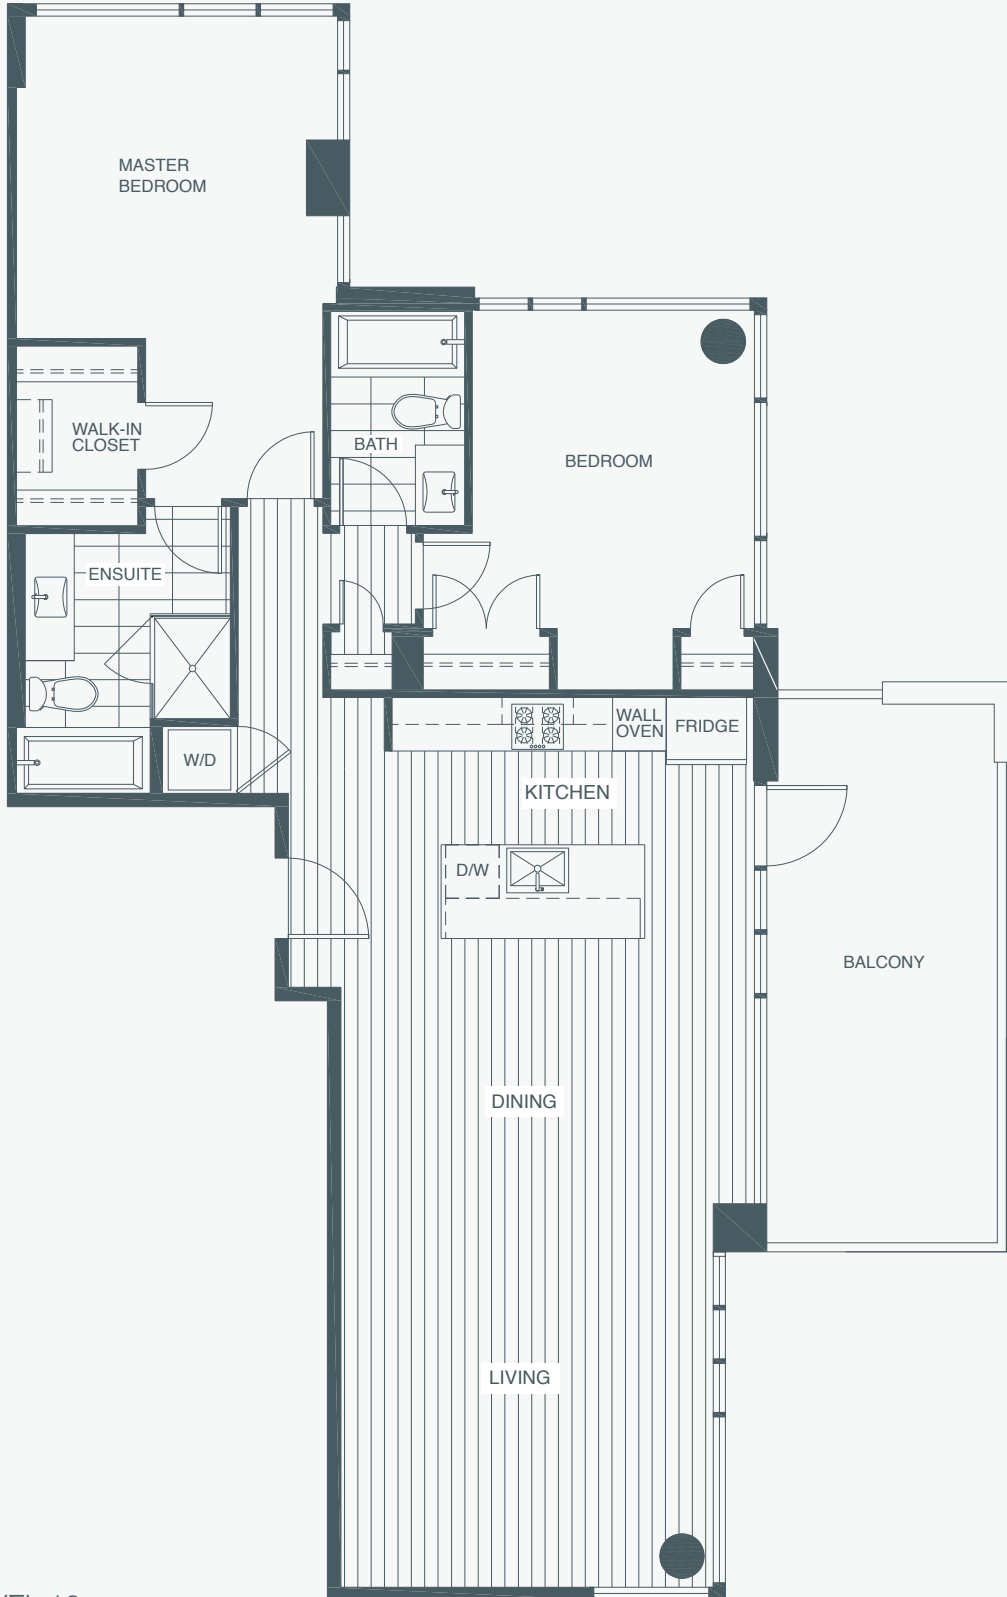 MASTER
BEDROOM
WALK-IN
CLOSET
BATH
BEDROOM
ENSUITE
W/D
WALL
OVEN
FRIDGE
KITCHEN
D/W
BALCONY
DINING
LIVING